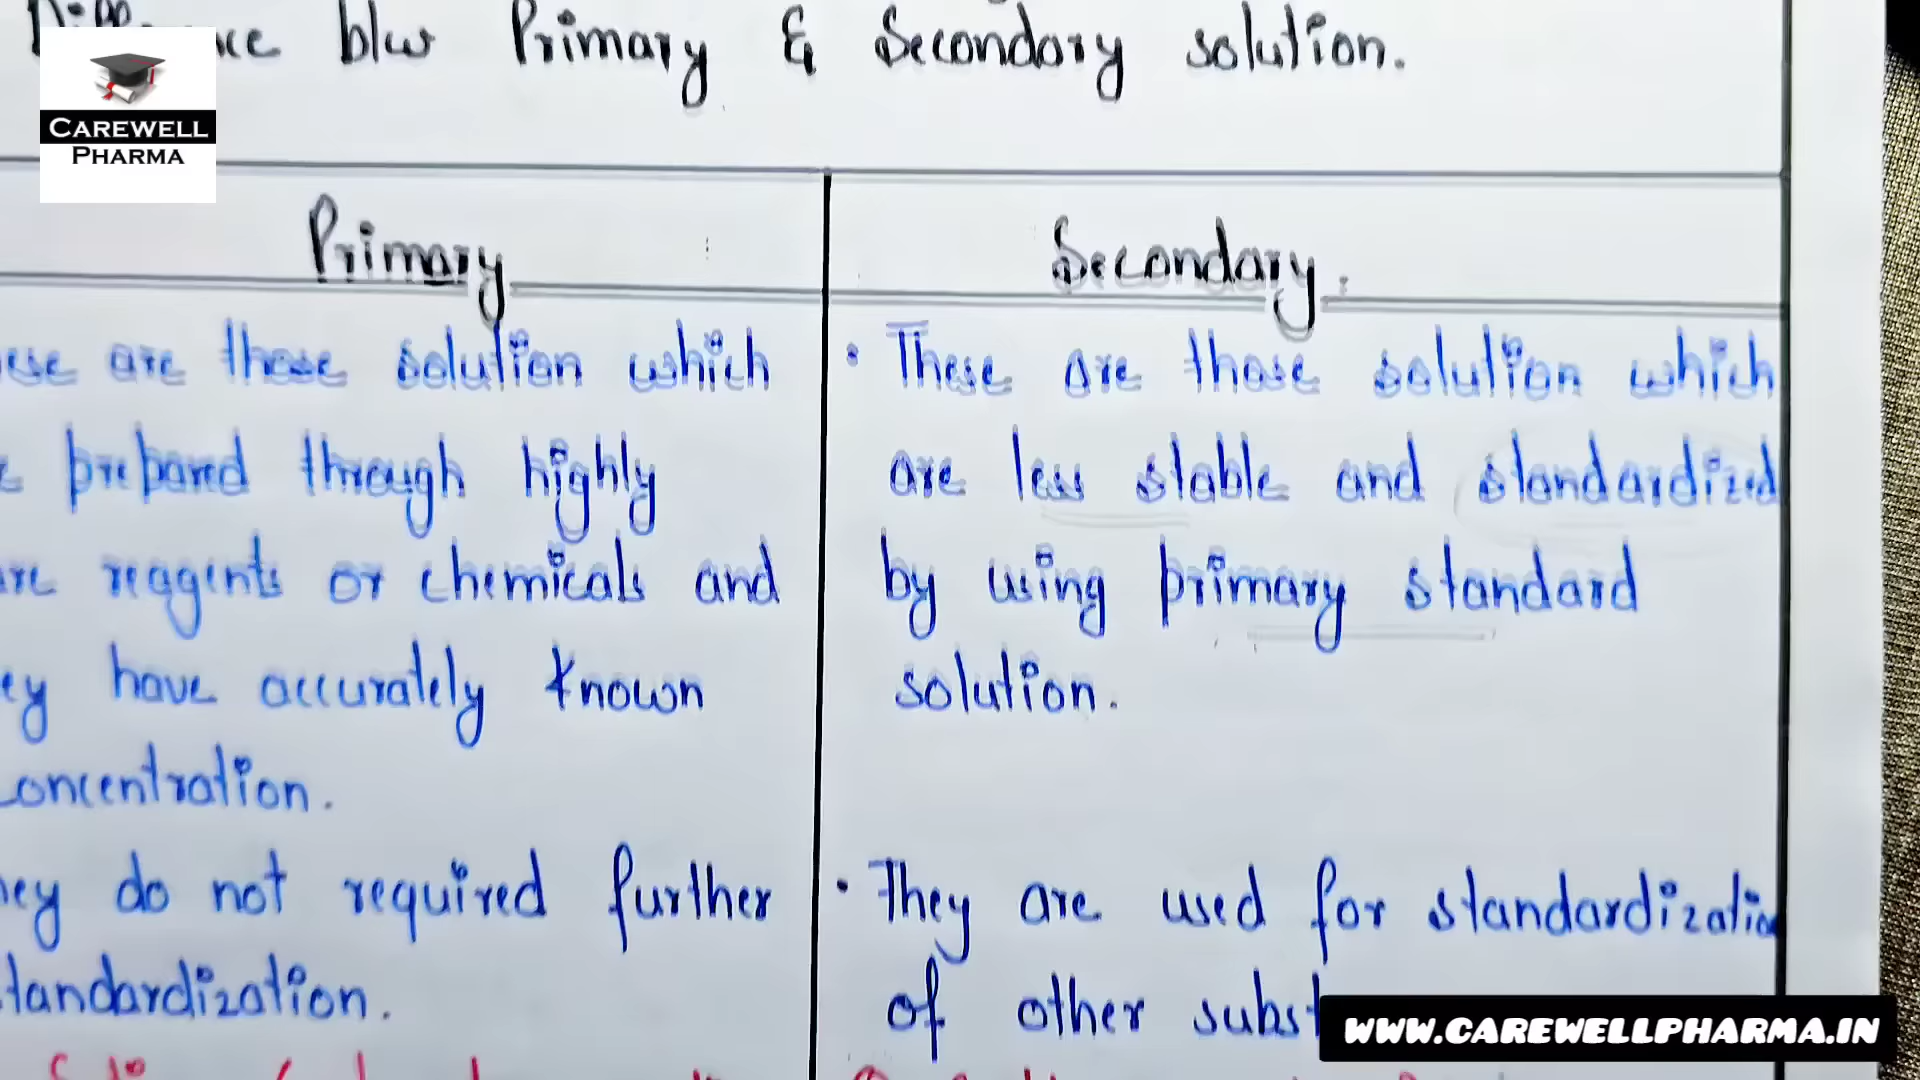 blw Primary & Secondary solution.
CAREWELL
PHARMA
Primary
Secondary.
are those solution which
prepared through highly
reagents or chemicals and
have accurately known
concentration.
do not required further
standardization.
• These are those solution which
are less stable and standardized
by using primary standard
solution.
• They are used for standardization
of other
WWW.CAREWELLPHARMA.IN